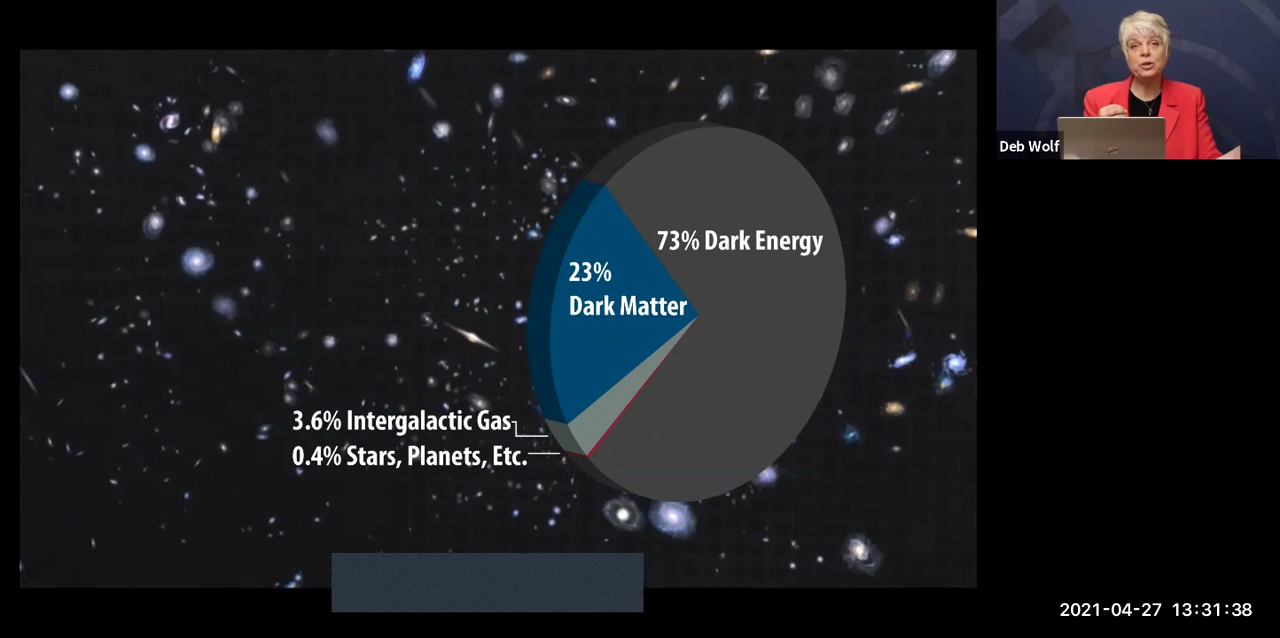 73% Dark Energy
23%
Dark Matter
3.6% Intergalactic Gas
0.4% Stars, Planets, Etc.
Deb Wolf
2021-04-27 13:31:38